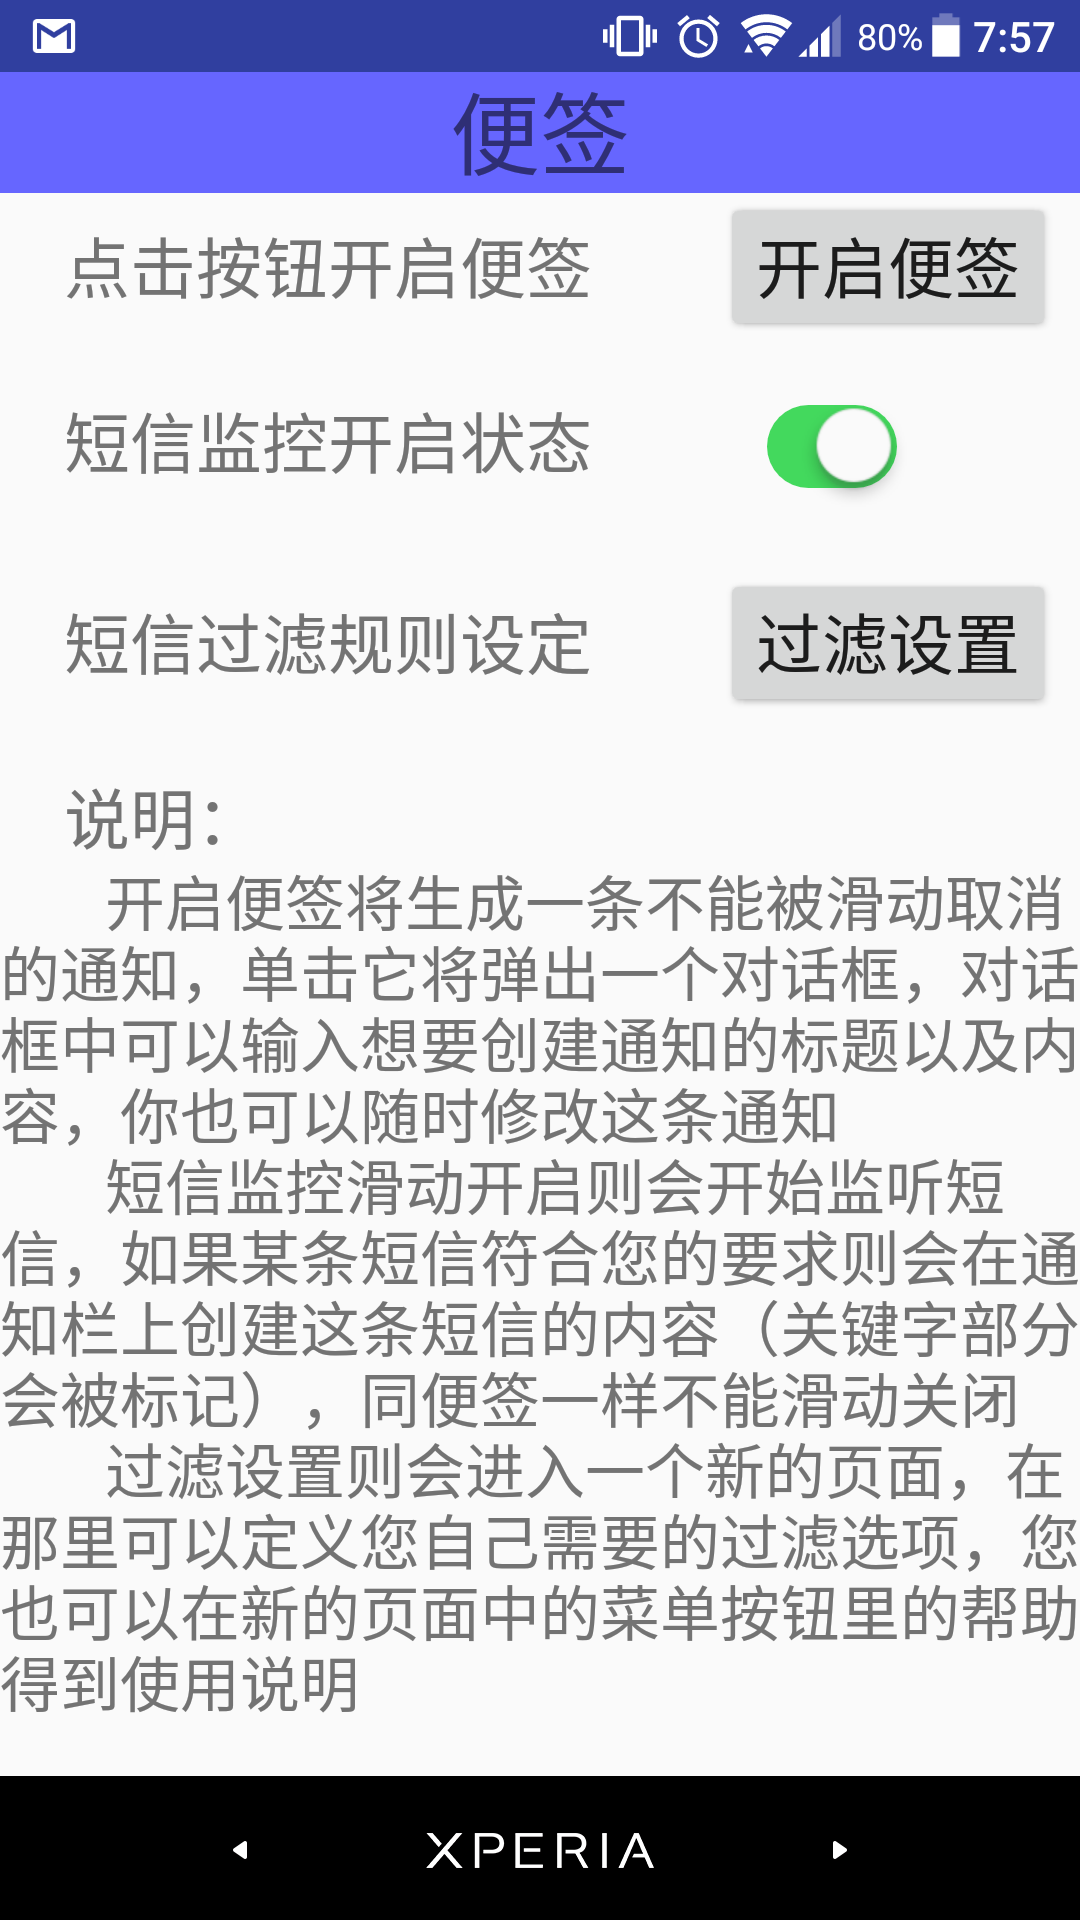 80% 7:57
便签
点击按钮开启便签 开启便签
短信监控开启状态
短信过滤规则设定 过滤设置
说明：
开启便签将生成一条不能被滑动取消
的通知，单击它将弹出一个对话框，对话
框中可以输入想要创建通知的标题以及内
容，你也可以随时修改这条通知
短信监控滑动开启则会开始监听短
信，如果某条短信符合您的要求则会在通
知栏上创建这条短信的内容（关键字部分
会被标记），同便签一样不能滑动关闭
过滤设置则会进入一个新的页面，在
那里可以定义您自己需要的过滤选项，您
也可以在新的页面中的菜单按钮里的帮助
得到使用说明
XPERIA